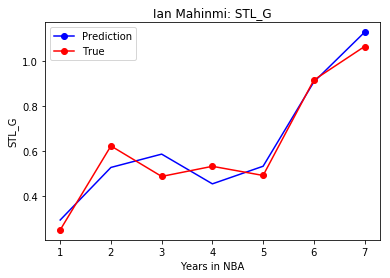 Ian Mahinmi: STL_G
Prediction
True
STL_G
1.0
0.8
0.6
0.4
1 2 3 4 5 6 7
Years in NBA